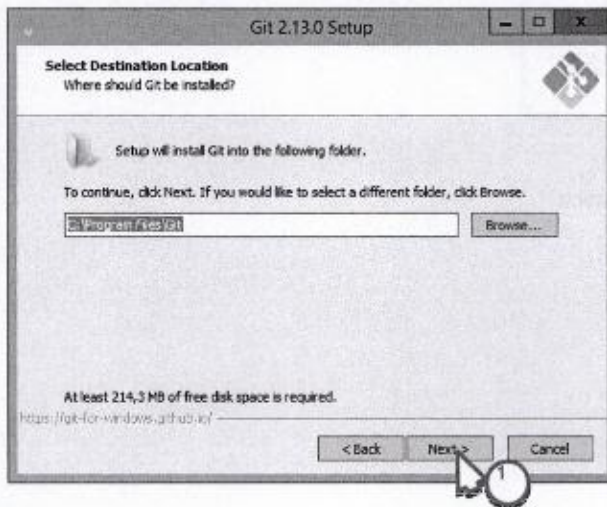 Git 2.13.0 Setup
Select Destination Location
Where should Git be installed?
Setup will install Git into the following folder.
To continue, click Next. If you would like to select a different folder, click Browse.
C:\Program Files\Git
Browse...
At least 214,3 MB of free disk space is required.
https://git-for-windows.github.io/
< Back
Next >
Cancel